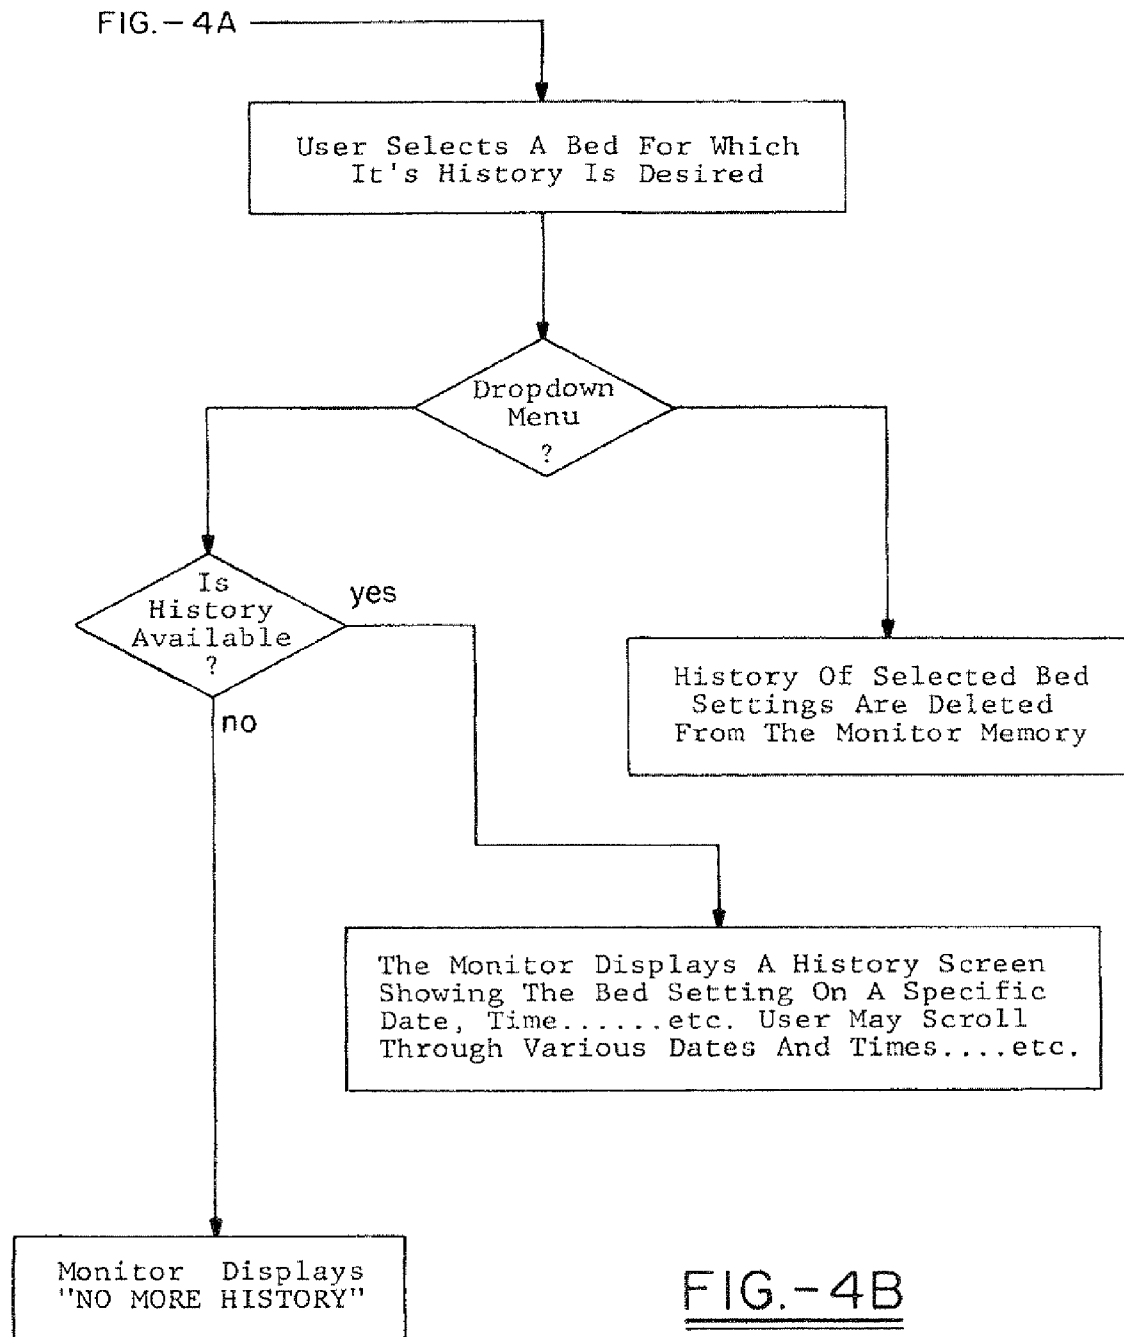 FIG.-4A
User Selects A Bed For Which
It's History Is Desired
Dropdown
Menu
?
Is
History
Available
?
yes
no
History Of Selected Bed
Settings Are Deleted
From The Monitor Memory
The Monitor Displays A History Screen
Showing The Bed Setting On A Specific
Date, Time......etc. User May Scroll
Through Various Dates And Times....etc.
Monitor Displays
"NO MORE HISTORY"
FIG.-4B